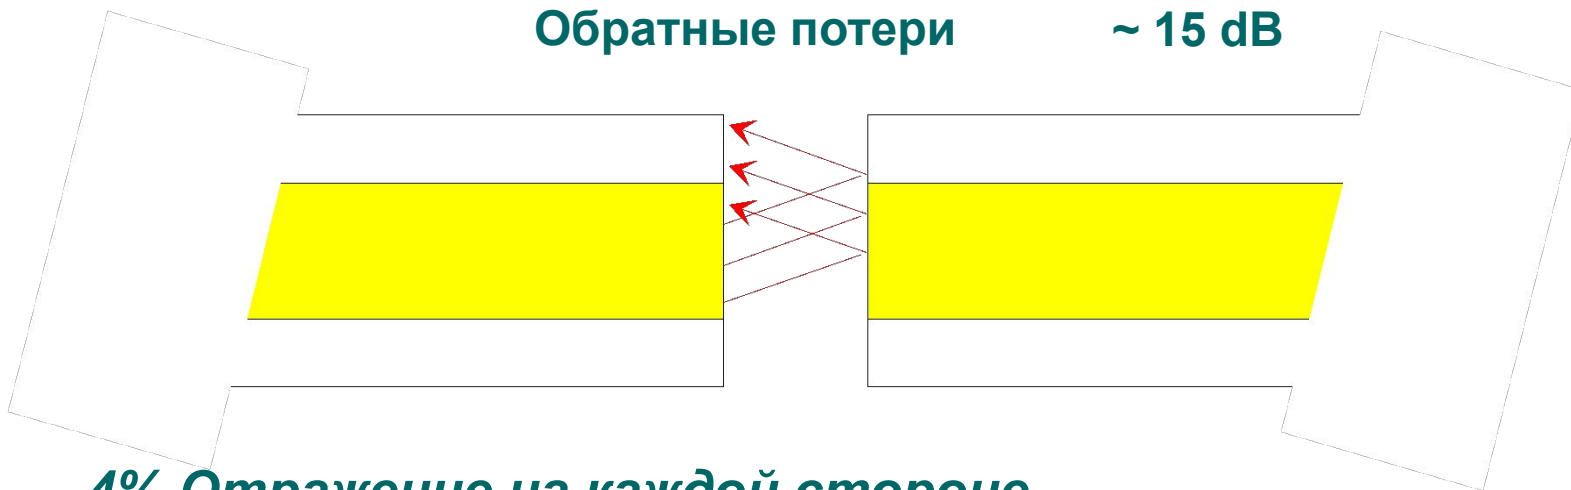 Обратные потери ~ 15 dB
4% Отражение на каждой стороне